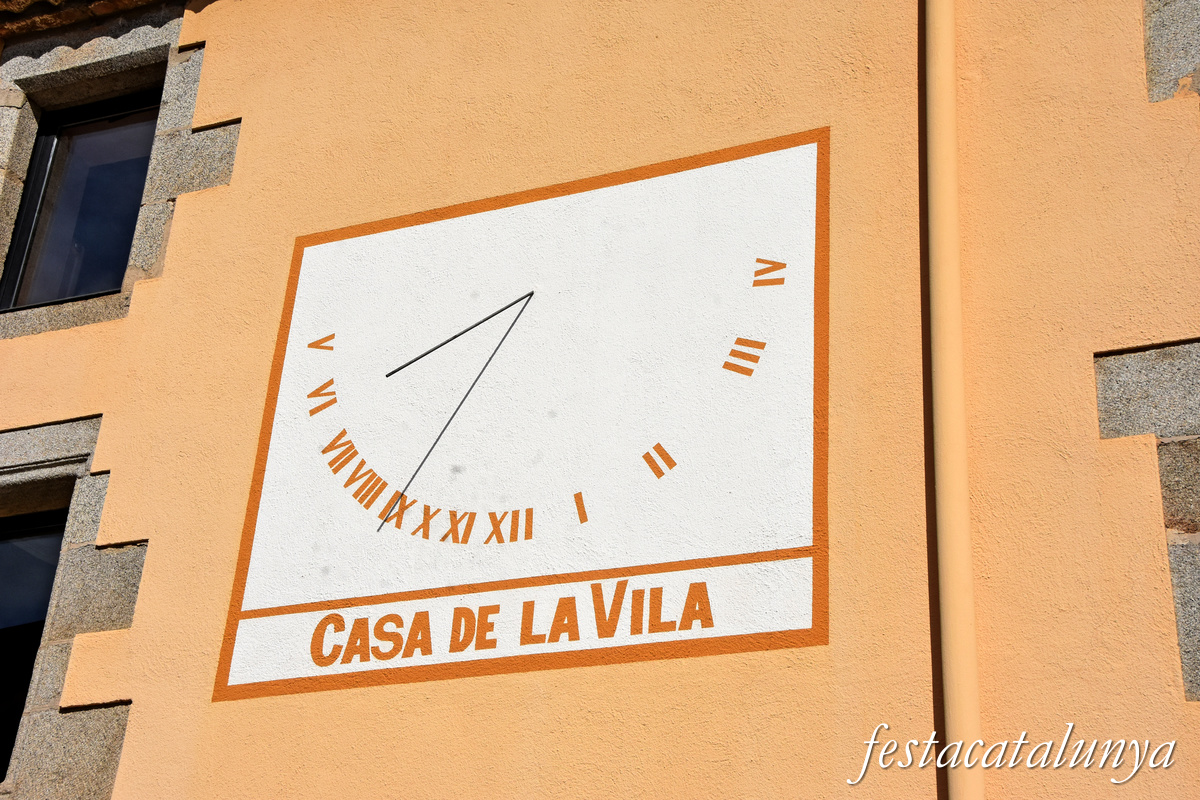 V VI VII VIII IX X XI XII I II III IV
CASA DE LA VILA
festacatalunya